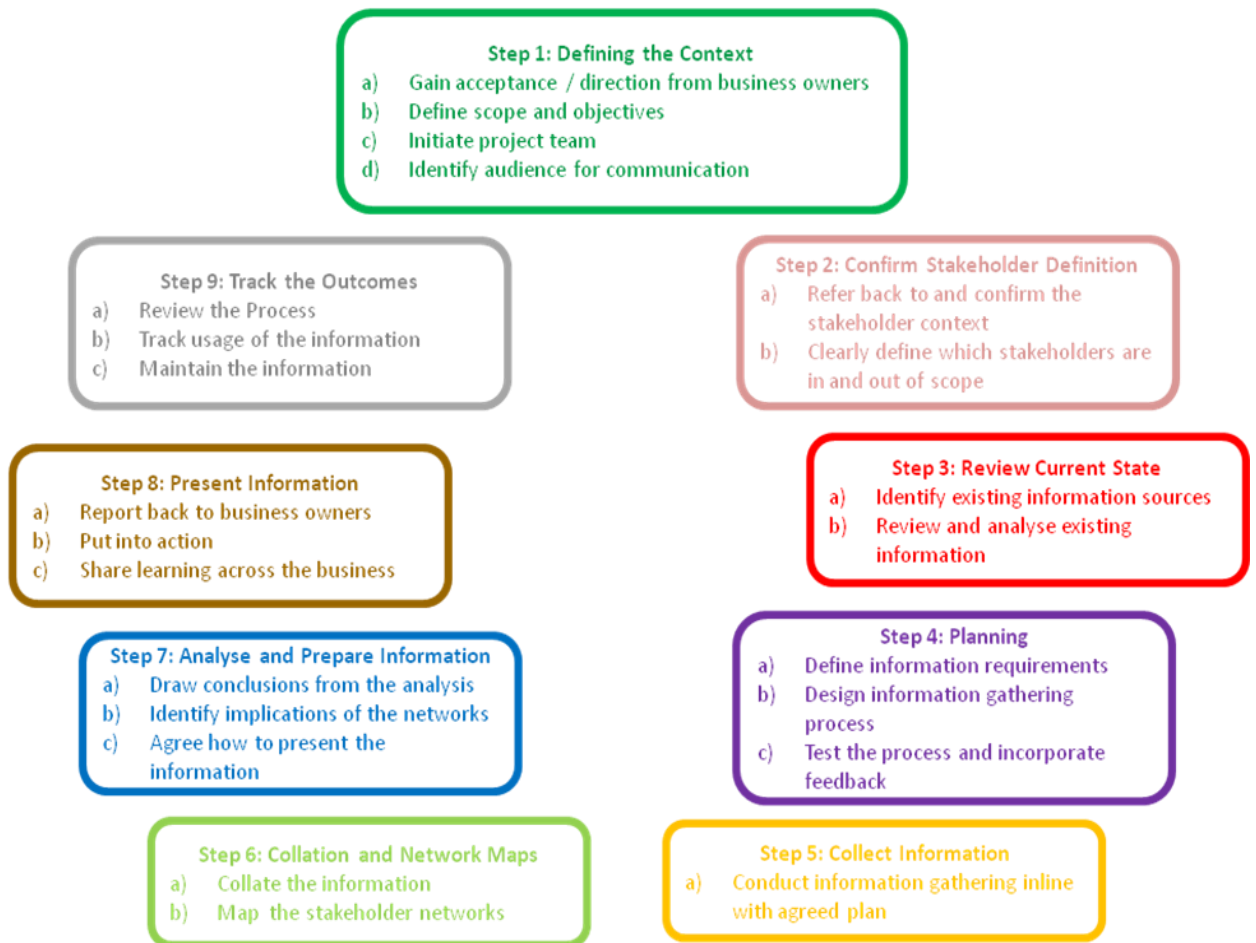 Step 1: Defining the Context
a) Gain acceptance / direction from business owners
b) Define scope and objectives
c) Initiate project team
d) Identify audience for communication
Step 2: Confirm Stakeholder Definition
a) Refer back to and confirm the
stakeholder context
b) Clearly define which stakeholders are
in and out of scope
Step 3: Review Current State
a) Identify existing information sources
b) Review and analyse existing
information
Step 4: Planning
a) Define information requirements
b) Design information gathering
process
c) Test the process and incorporate
feedback
Step 5: Collect Information
a) Conduct information gathering inline
with agreed plan
Step 6: Collation and Network Maps
a) Collate the information
b) Map the stakeholder networks
Step 7: Analyse and Prepare Information
a) Draw conclusions from the analysis
b) Identify implications of the networks
c) Agree how to present the
information
Step 8: Present Information
a) Report back to business owners
b) Put into action
c) Share learning across the business
Step 9: Track the Outcomes
a) Review the Process
b) Track usage of the information
c) Maintain the information